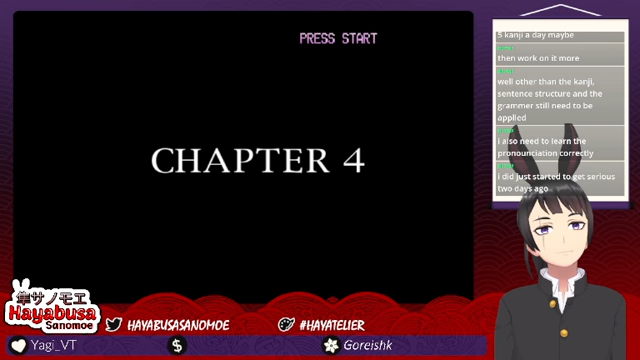 PRESS START
CHAPTER 4
5 kanji a day maybe
then work on it more
well other than the kanji,
sentence structure and the
grammer still need to be
applied
i also need to learn the
pronounciation correctly
i did just started to get serious
two days ago
隼サノモエ
Hayabusa
Sanomoe
HAYABUSASANOMOE
#HAYATELIER
Yagi_VT
$
Goreishk